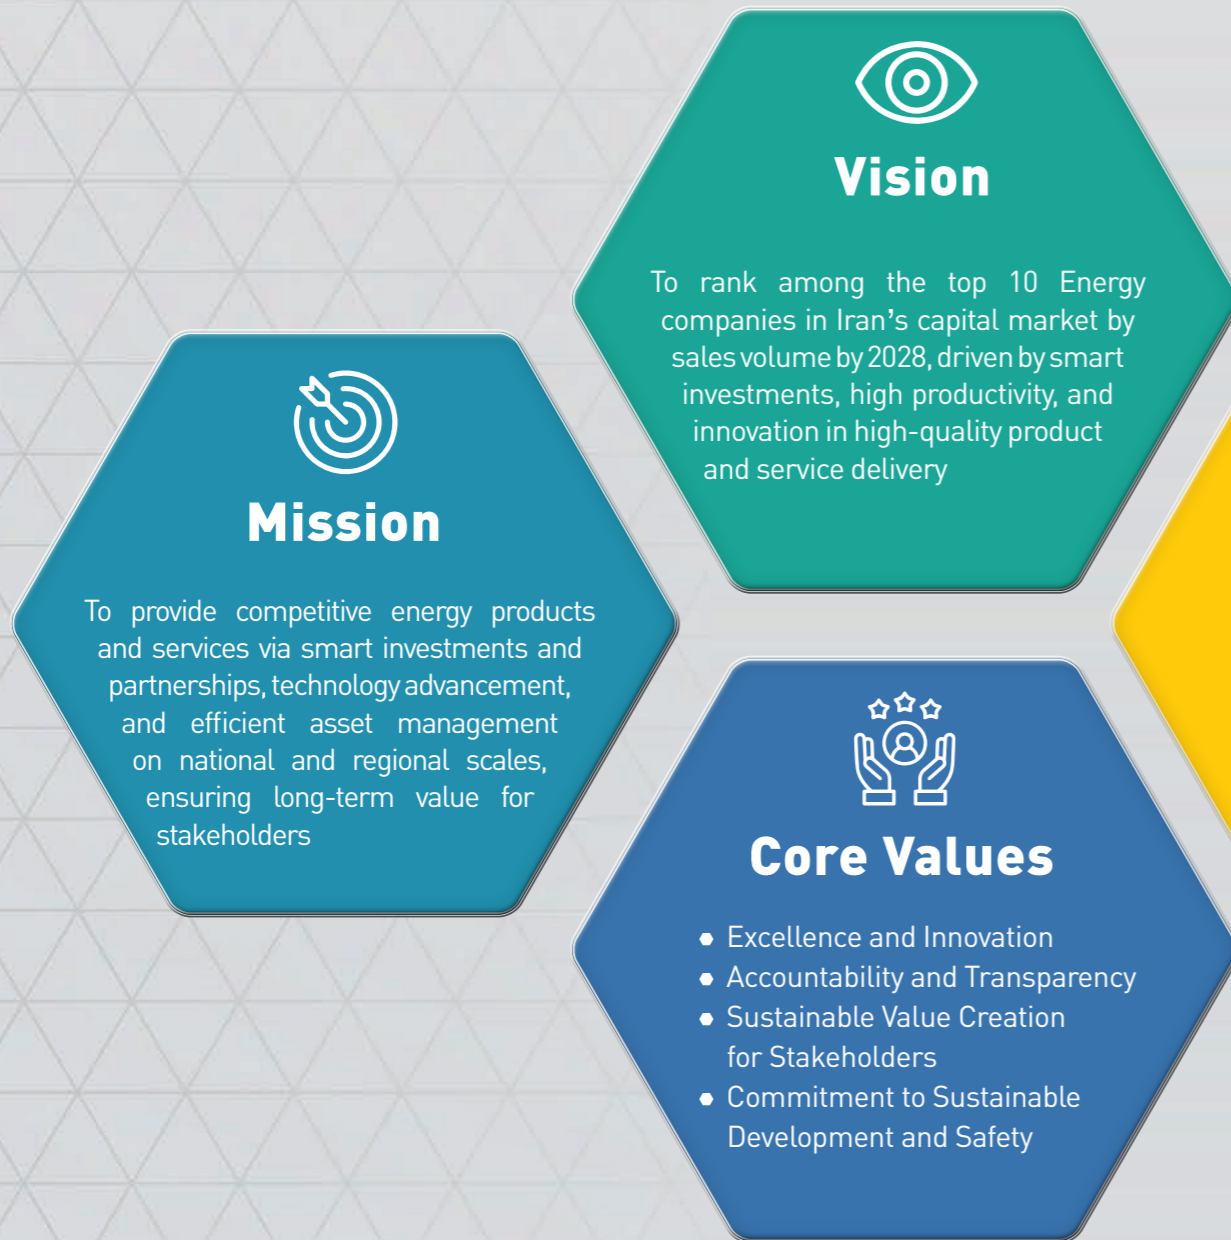 Vision
To rank among the top 10 Energy
companies in Iran's capital market by
sales volume by 2028, driven by smart
investments, high productivity, and
innovation in high-quality product
and service delivery
Mission
To provide competitive energy products
and services via smart investments and
partnerships, technology advancement,
and efficient asset management
on national and regional scales,
ensuring long-term value for
stakeholders
Core Values
Excellence and Innovation
Accountability and Transparency
Sustainable Value Creation
for Stakeholders
Commitment to Sustainable
Development and Safety